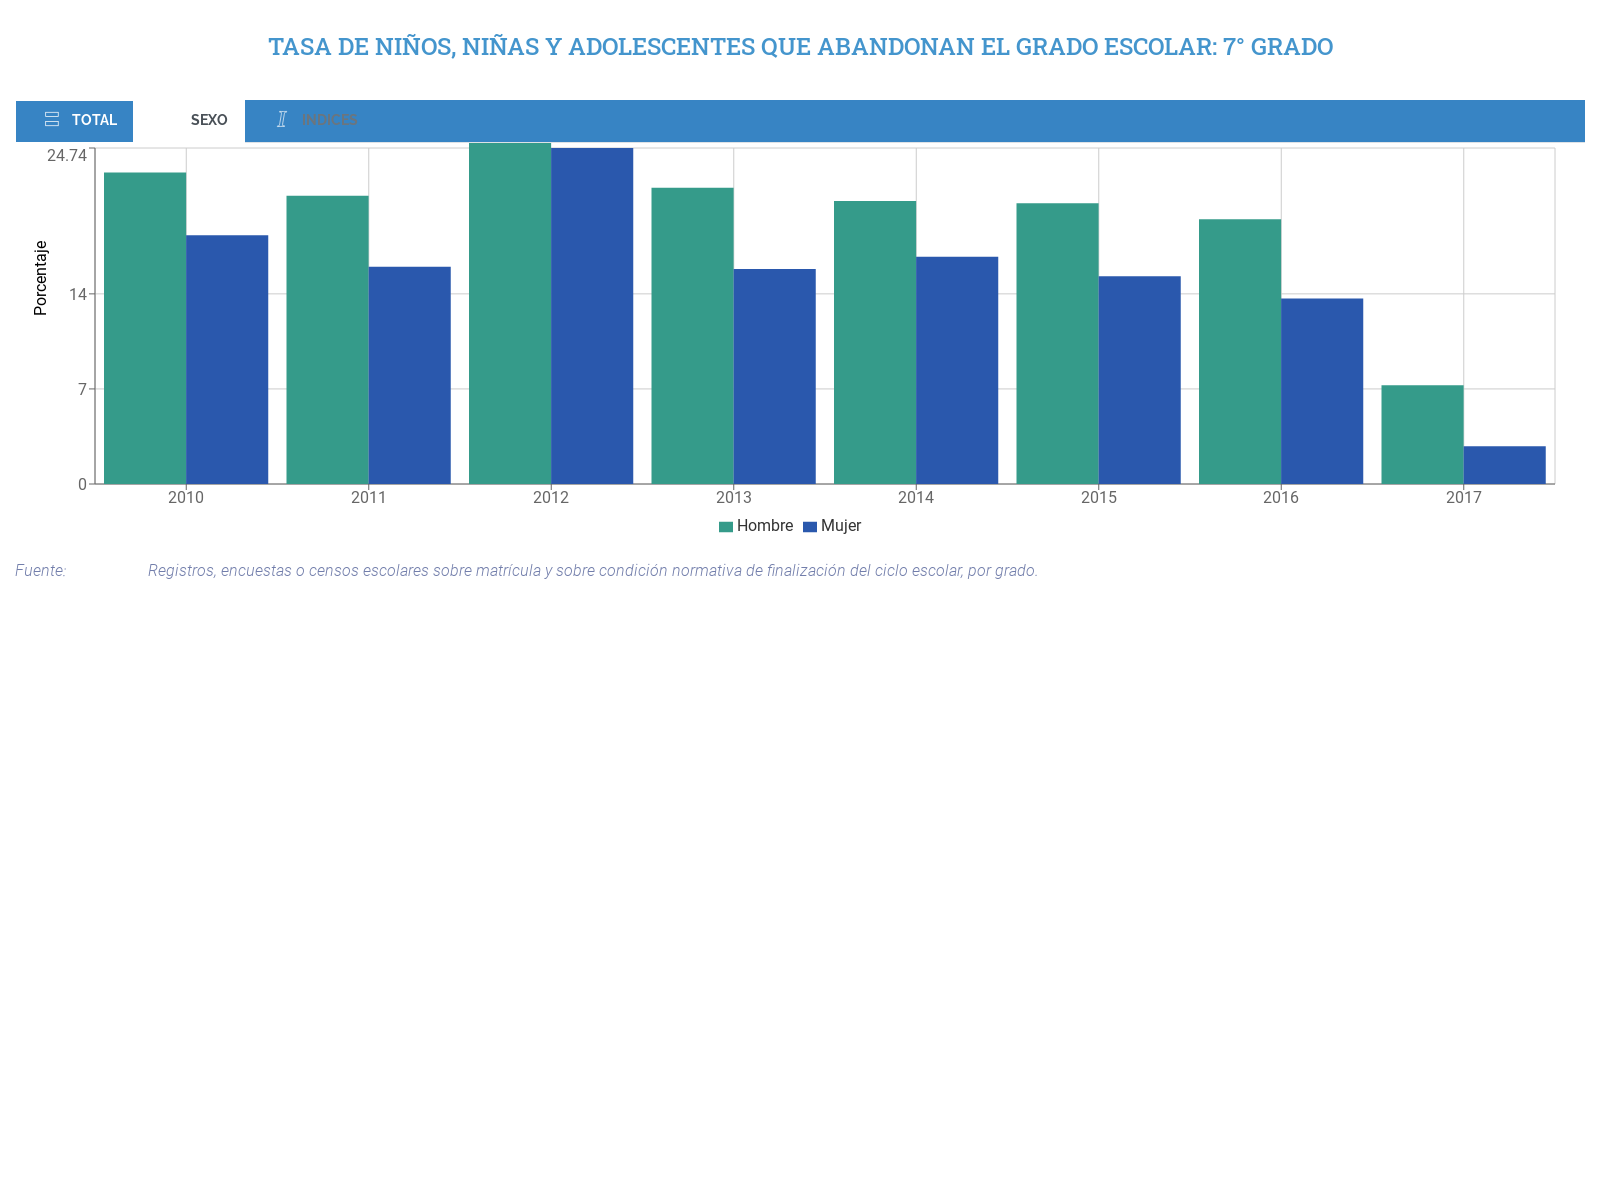 TASA DE NIÑOS, NIÑAS Y ADOLESCENTES QUE ABANDONAN EL GRADO ESCOLAR: 7° GRADO
TOTAL SEXO INDICES
24.74
14
7
0
Porcentaje
2010 2011 2012 2013 2014 2015 2016 2017
Hombre Mujer
Fuente: Registros, encuestas o censos escolares sobre matrícula y sobre condición normativa de finalización del ciclo escolar, por grado.